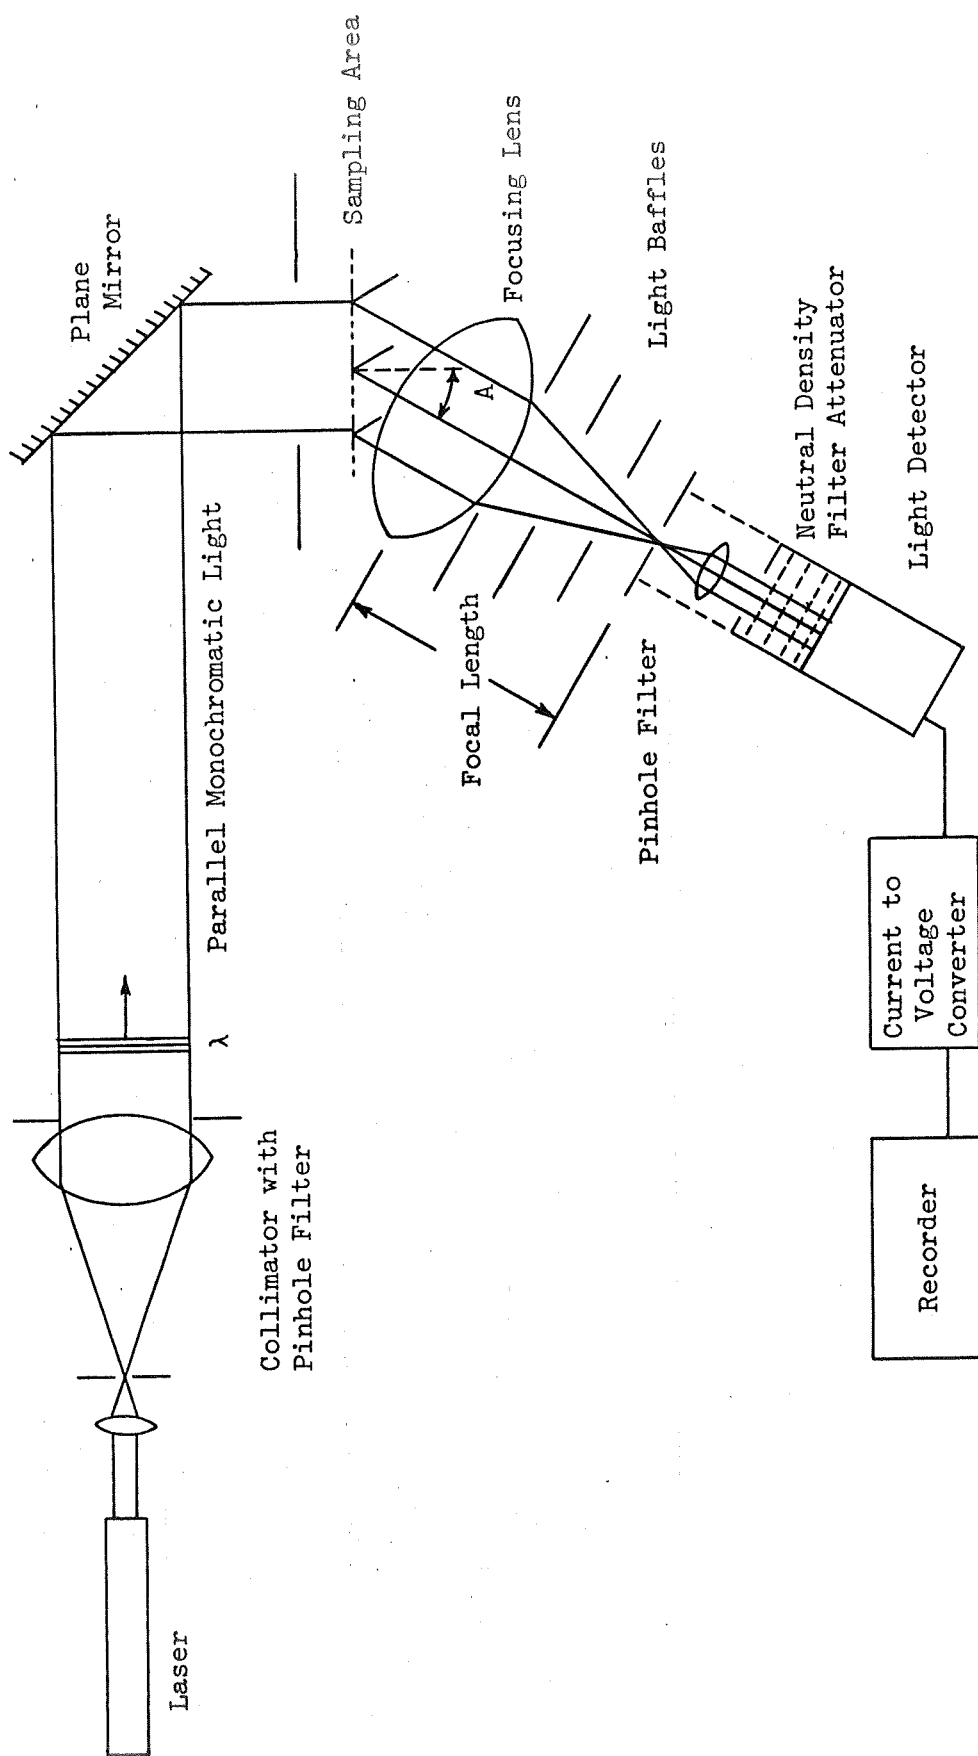 Laser
Collimator with
Pinhole Filter
λ
Parallel Monochromatic Light
Plane
Mirror
Sampling Area
Focusing Lens
A
Focal Length
Light Baffles
Pinhole Filter
Neutral Density
Filter Attenuator
Light Detector
Current to
Voltage
Converter
Recorder